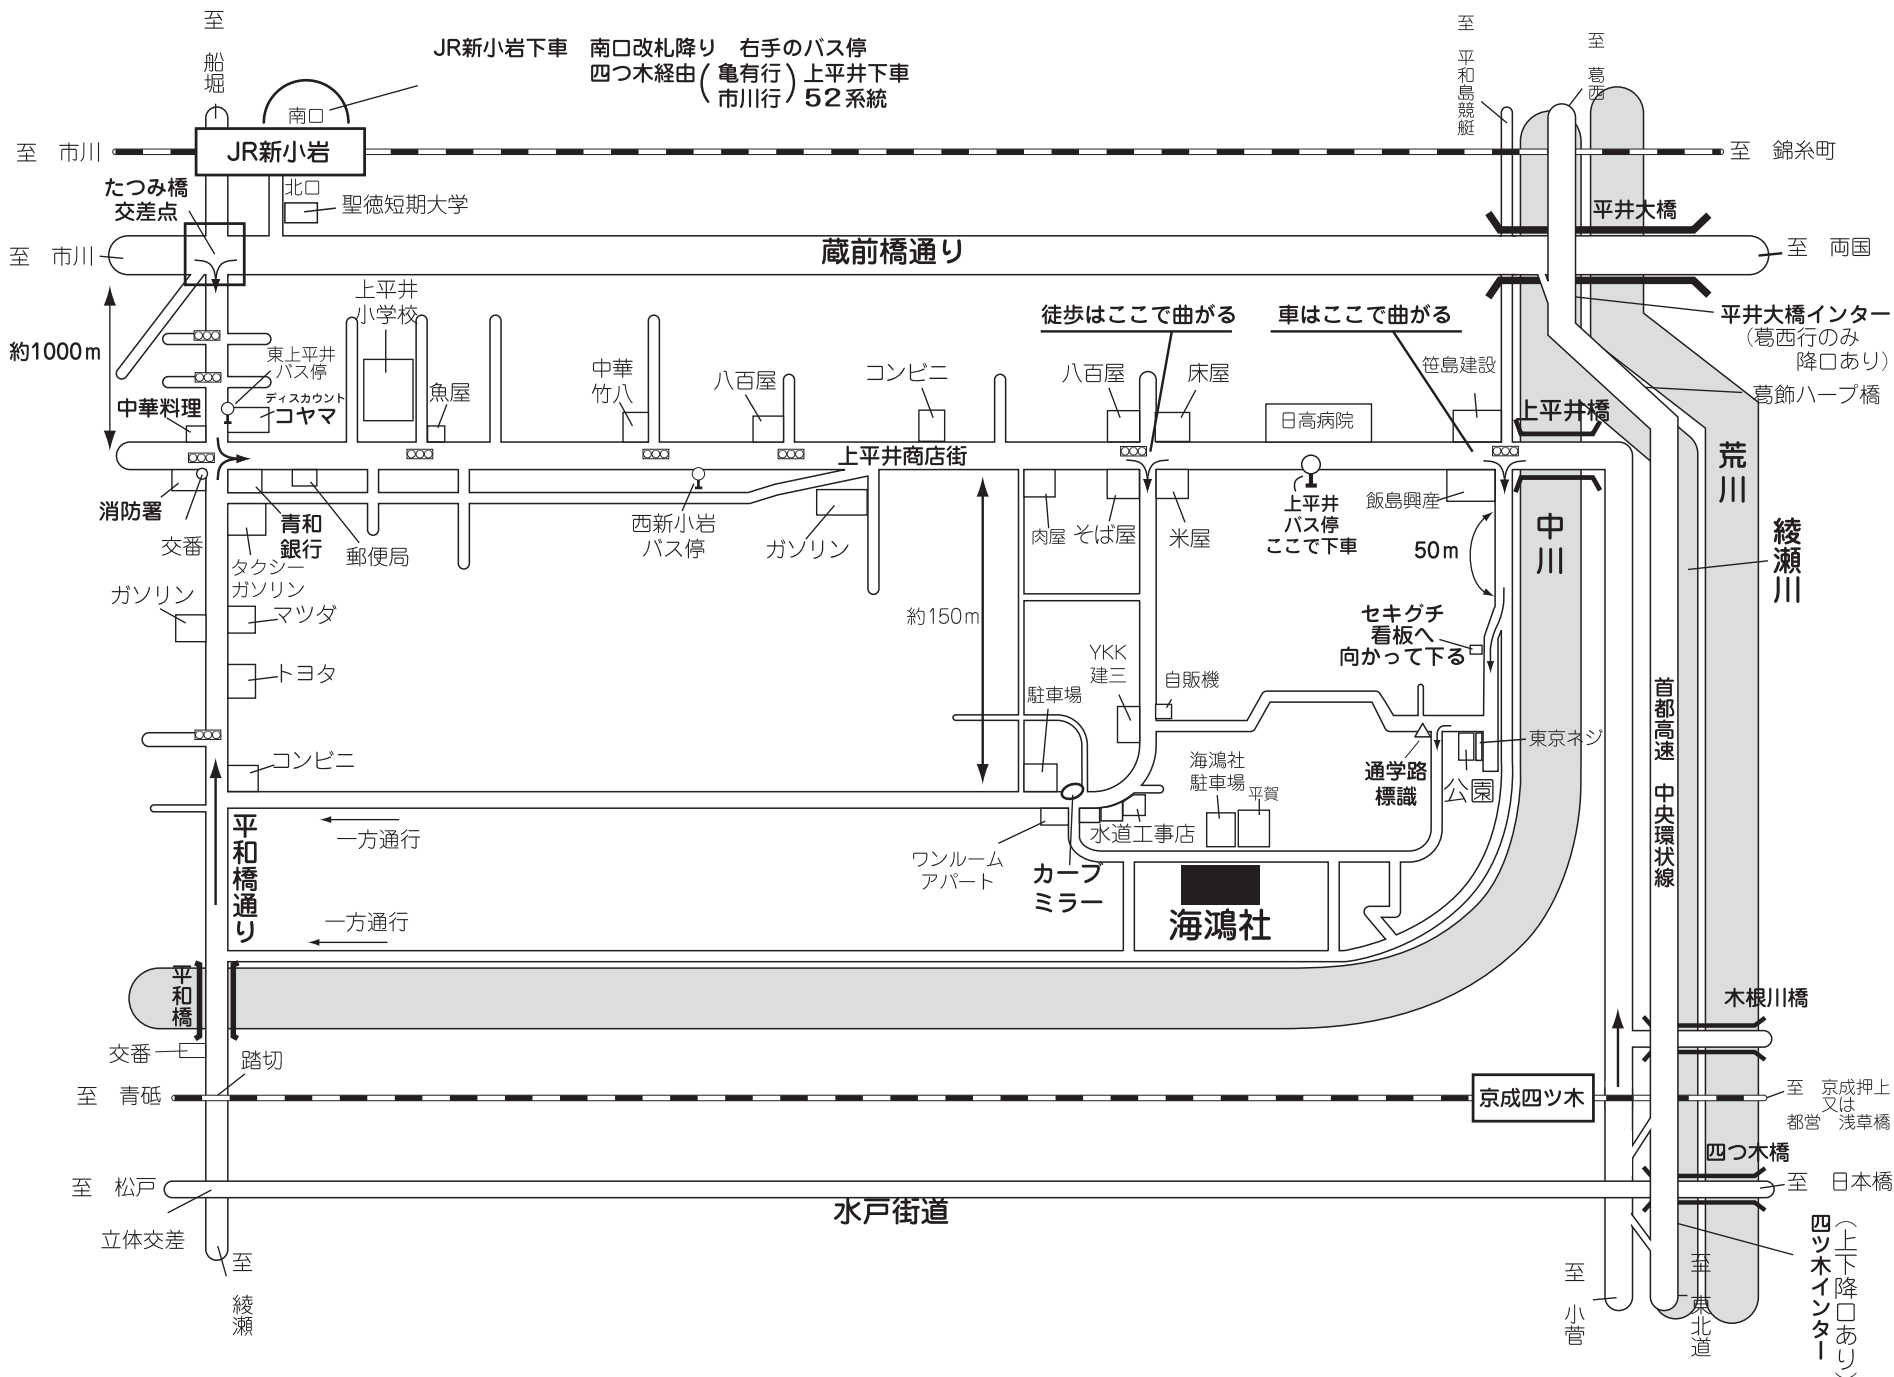 至 船堀
JR新小岩下車 南口改札降り 右手のバス停
四つ木経由(亀有行 市川行)上平井下車
52系統
至 平和島競艇
至 葛西
南口
至 市川
JR新小岩
至 錦糸町
北口
聖徳短期大学
たつみ橋
交差点
平井大橋
至 市川
蔵前橋通り
至 両国
上平井
小学校
徒歩はここで曲がる
車はここで曲がる
平井大橋インター
(葛西行のみ
降口あり)
約1000m
東上平井
バス停
中華
竹八
八百屋
コンビニ
八百屋
床屋
笹島建設
魚屋
葛飾ハープ橋
ディスカウント
コヤマ
中華料理
日高病院
上平井橋
上平井商店街
荒川
消防署
交番
青和
銀行
郵便局
西新小岩
バス停
ガソリン
肉屋
そば屋
米屋
上平井
バス停
ここで下車
飯島興産
50m
中川
綾瀬川
タクシー
ガソリン
ガソリン
マツダ
約150m
セキグチ
看板へ
向かって下る
トヨタ
YKK
建三
自販機
駐車場
首都高速 中央環状線
コンビニ
海鴻社
駐車場
平賀
通学路
標識
東京ネジ
公園
平和橋通り
一方通行
水道工事店
ワンルーム
アパート
カーブ
ミラー
海鴻社
一方通行
平和橋
木根川橋
交番
踏切
至 青砥
京成四ツ木
至 京成押上
又は
都営 浅草橋
四つ木橋
至 松戸
水戸街道
至 日本橋
立体交差
至 綾瀬
至 小菅
至 東北道
四ツ木インター
(上下降口あり)